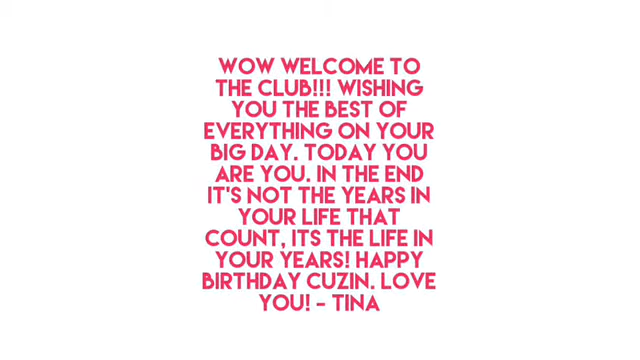 WOW WELCOME TO
THE CLUB!!! WISHING
YOU THE BEST OF
EVERYTHING ON YOUR
BIG DAY. TODAY YOU
ARE YOU. IN THE END
IT'S NOT THE YEARS IN
YOUR LIFE THAT
COUNT, ITS THE LIFE IN
YOUR YEARS! HAPPY
BIRTHDAY CUZIN. LOVE
YOU! - TINA